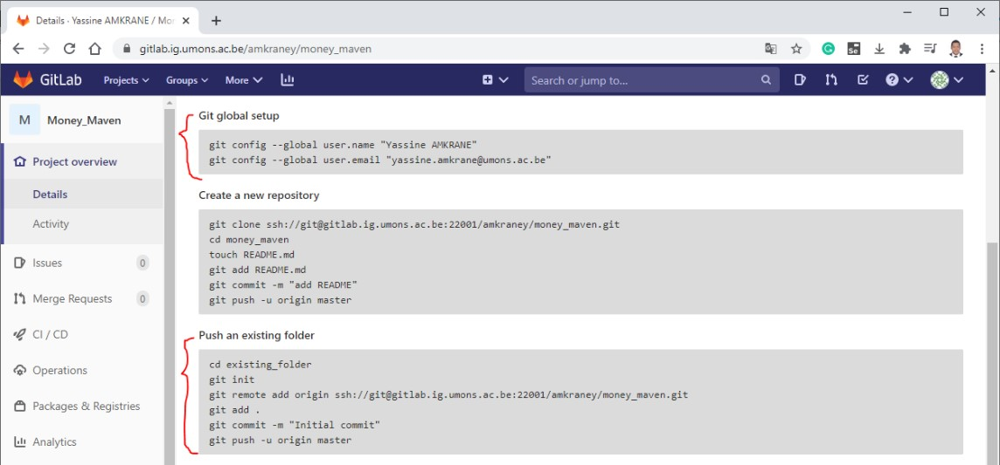 Details · Yassine AMKRANE / Mon
gitlab.ig.umons.ac.be/amkraney/money_maven
GitLab Projects Groups More Search or jump to...
M Money_Maven
Project overview
Details
Activity
Issues 0
Merge Requests 0
CI / CD
Operations
Packages & Registries
Analytics
Git global setup
git config --global user.name "Yassine AMKRANE"
git config --global user.email "yassine.amkrane@umons.ac.be"
Create a new repository
git clone ssh://git@gitlab.ig.umons.ac.be:22001/amkraney/money_maven.git
cd money_maven
touch README.md
git add README.md
git commit -m "add README"
git push -u origin master
Push an existing folder
cd existing_folder
git init
git remote add origin ssh://git@gitlab.ig.umons.ac.be:22001/amkraney/money_maven.git
git add .
git commit -m "Initial commit"
git push -u origin master